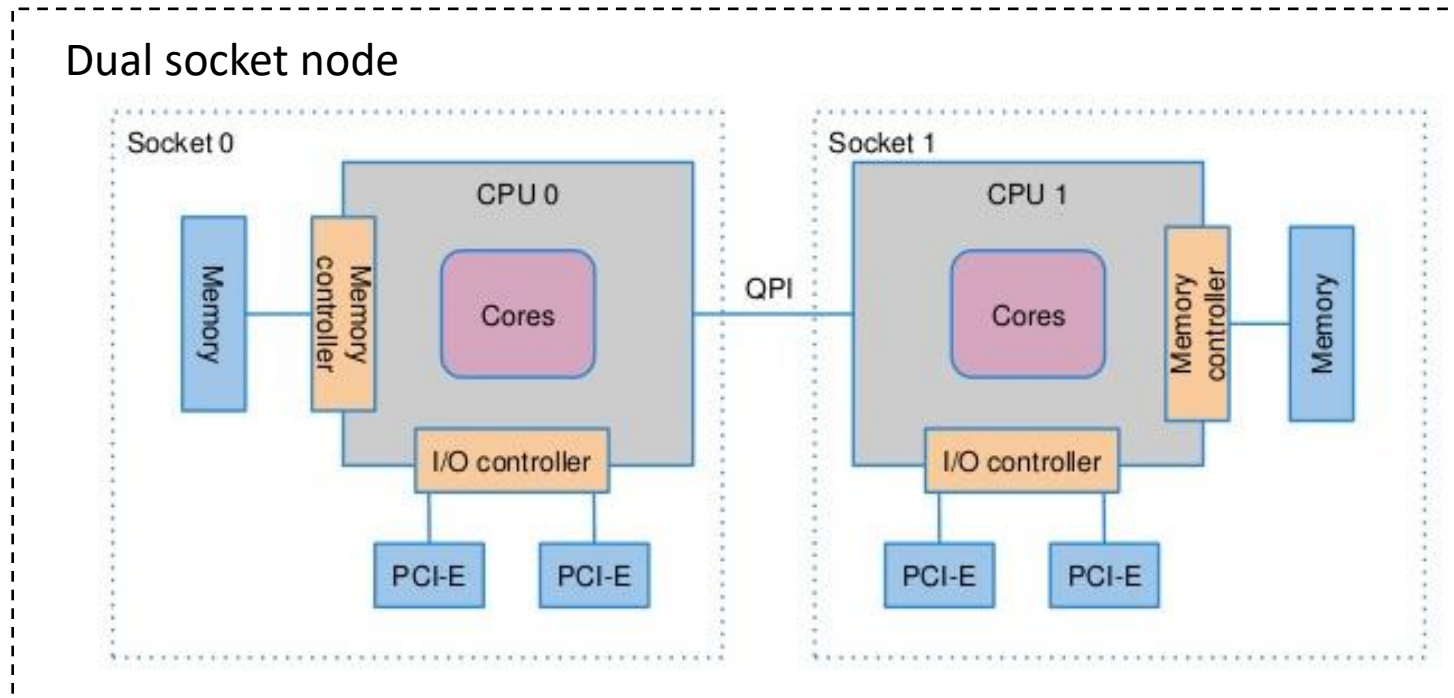 Dual socket node
Socket 0
CPU 0
Memory
Memory
controller
Cores
I/O controller
PCI-E
PCI-E
QPI
Socket 1
CPU 1
Cores
Memory
controller
Memory
I/O controller
PCI-E
PCI-E